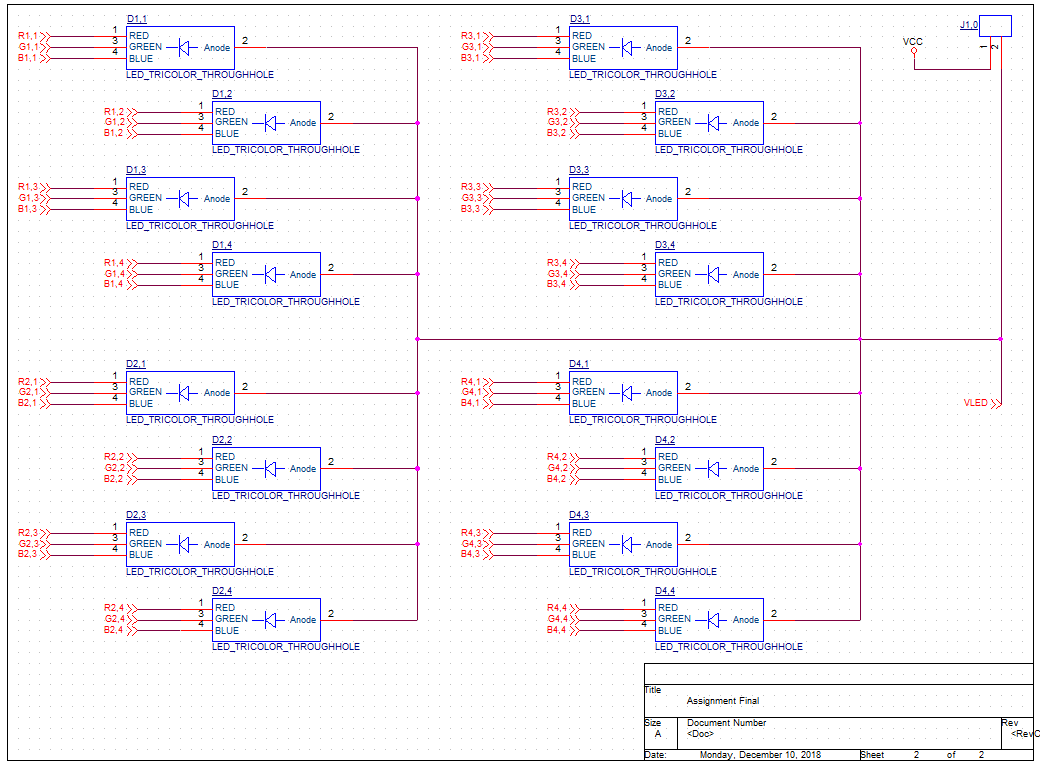 D1,1
R1,1 1 RED
G1,1 3 GREEN Anode 2
B1,1 4 BLUE
LED_TRICOLOR_THROUGHHOLE
D1,2
R1,2 1 RED
G1,2 3 GREEN Anode 2
B1,2 4 BLUE
LED_TRICOLOR_THROUGHHOLE
D1,3
R1,3 1 RED
G1,3 3 GREEN Anode 2
B1,3 4 BLUE
LED_TRICOLOR_THROUGHHOLE
D1,4
R1,4 1 RED
G1,4 3 GREEN Anode 2
B1,4 4 BLUE
LED_TRICOLOR_THROUGHHOLE
D2,1
R2,1 1 RED
G2,1 3 GREEN Anode 2
B2,1 4 BLUE
LED_TRICOLOR_THROUGHHOLE
D2,2
R2,2 1 RED
G2,2 3 GREEN Anode 2
B2,2 4 BLUE
LED_TRICOLOR_THROUGHHOLE
D2,3
R2,3 1 RED
G2,3 3 GREEN Anode 2
B2,3 4 BLUE
LED_TRICOLOR_THROUGHHOLE
D2,4
R2,4 1 RED
G2,4 3 GREEN Anode 2
B2,4 4 BLUE
LED_TRICOLOR_THROUGHHOLE
D3,1
R3,1 1 RED
G3,1 3 GREEN Anode 2
B3,1 4 BLUE
LED_TRICOLOR_THROUGHHOLE
D3,2
R3,2 1 RED
G3,2 3 GREEN Anode 2
B3,2 4 BLUE
LED_TRICOLOR_THROUGHHOLE
D3,3
R3,3 1 RED
G3,3 3 GREEN Anode 2
B3,3 4 BLUE
LED_TRICOLOR_THROUGHHOLE
D3,4
R3,4 1 RED
G3,4 3 GREEN Anode 2
B3,4 4 BLUE
LED_TRICOLOR_THROUGHHOLE
D4,1
R4,1 1 RED
G4,1 3 GREEN Anode 2
B4,1 4 BLUE
LED_TRICOLOR_THROUGHHOLE
D4,2
R4,2 1 RED
G4,2 3 GREEN Anode 2
B4,2 4 BLUE
LED_TRICOLOR_THROUGHHOLE
D4,3
R4,3 1 RED
G4,3 3 GREEN Anode 2
B4,3 4 BLUE
LED_TRICOLOR_THROUGHHOLE
D4,4
R4,4 1 RED
G4,4 3 GREEN Anode 2
B4,4 4 BLUE
LED_TRICOLOR_THROUGHHOLE
J1,0
VCC
1 2
VLED
Title
Assignment Final
Size Document Number Rev
A <Doc> <RevC
Date: Monday, December 10, 2018 Sheet 2 of 2